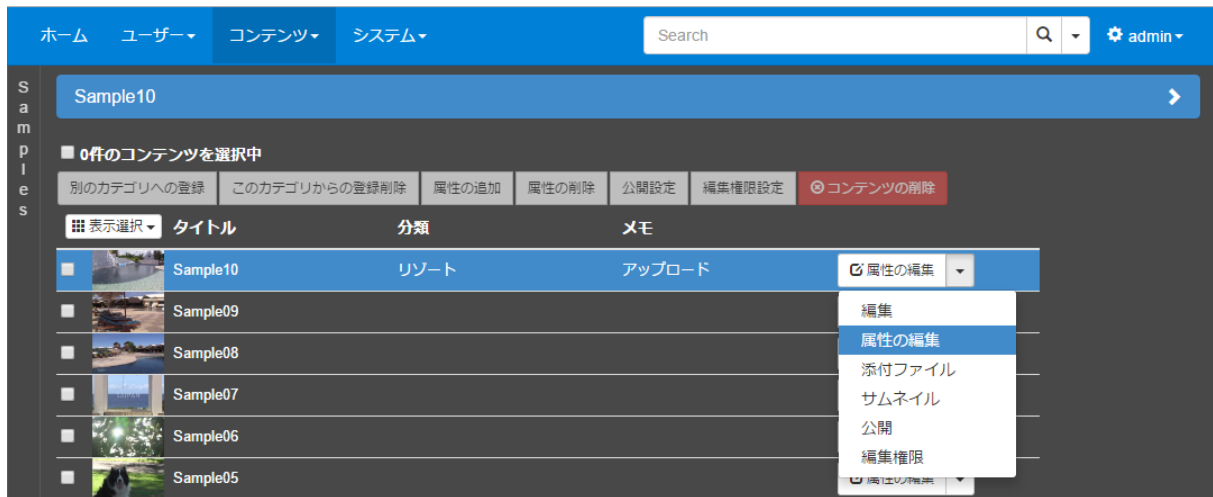 ホーム ユーザー コンテンツ システム Search admin
Samples
Sample10
0件のコンテンツを選択中
別のカテゴリへの登録 このカテゴリからの登録削除 属性の追加 属性の削除 公開設定 編集権限設定 コンテンツの削除
表示選択 タイトル 分類 メモ
Sample10 リゾート アップロード 属性の編集
Sample09
編集
Sample08
属性の編集
添付ファイル
Sample07
サムネイル
Sample06
公開
編集権限
Sample05 属性の編集